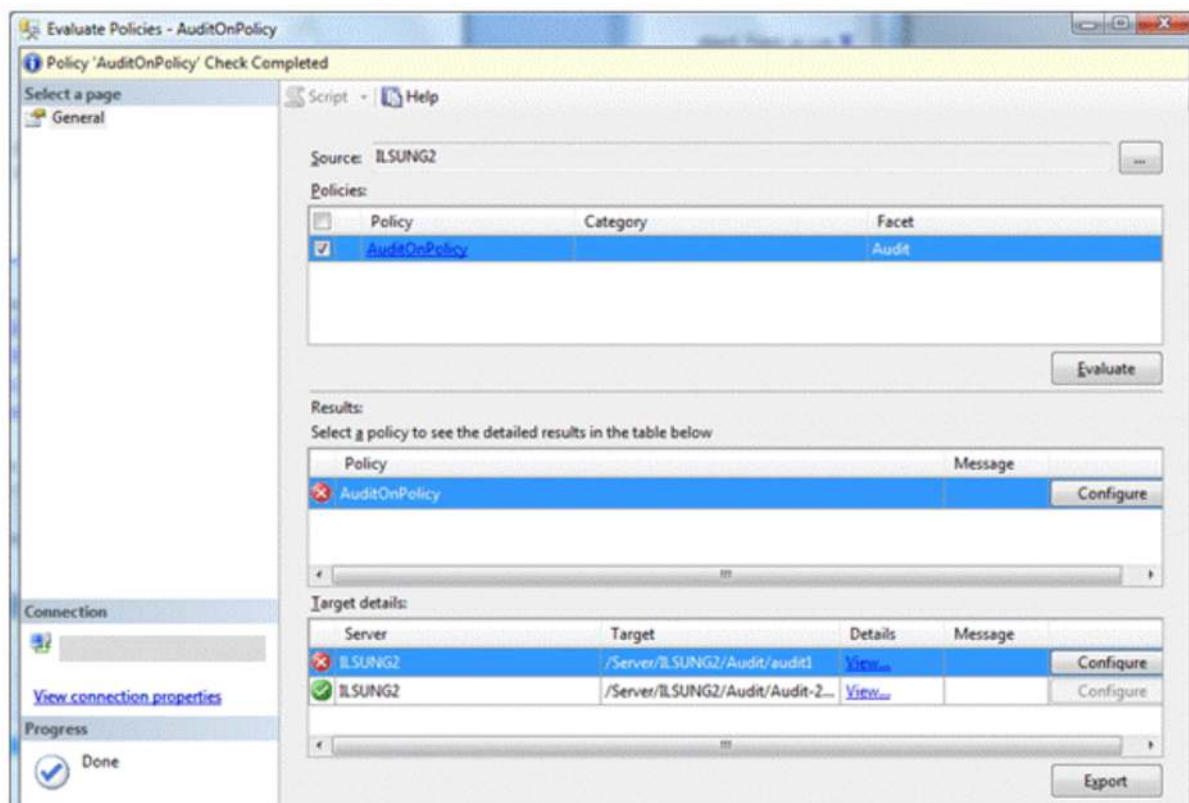 Evaluate Policies - AuditOnPolicy
Policy 'AuditOnPolicy' Check Completed
Select a page
General
Script Help
Source: ILSUNG2 ...
Policies:
Policy Category Facet
AuditOnPolicy Audit
Evaluate
Results:
Select a policy to see the detailed results in the table below
Policy Message
AuditOnPolicy Configure
Connection
View connection properties
Progress
Done
Target details:
Server Target Details Message
ILSUNG2 /Server/ILSUNG2/Audit/audit1 View... Configure
ILSUNG2 /Server/ILSUNG2/Audit/Audit-2... View... Configure
Export